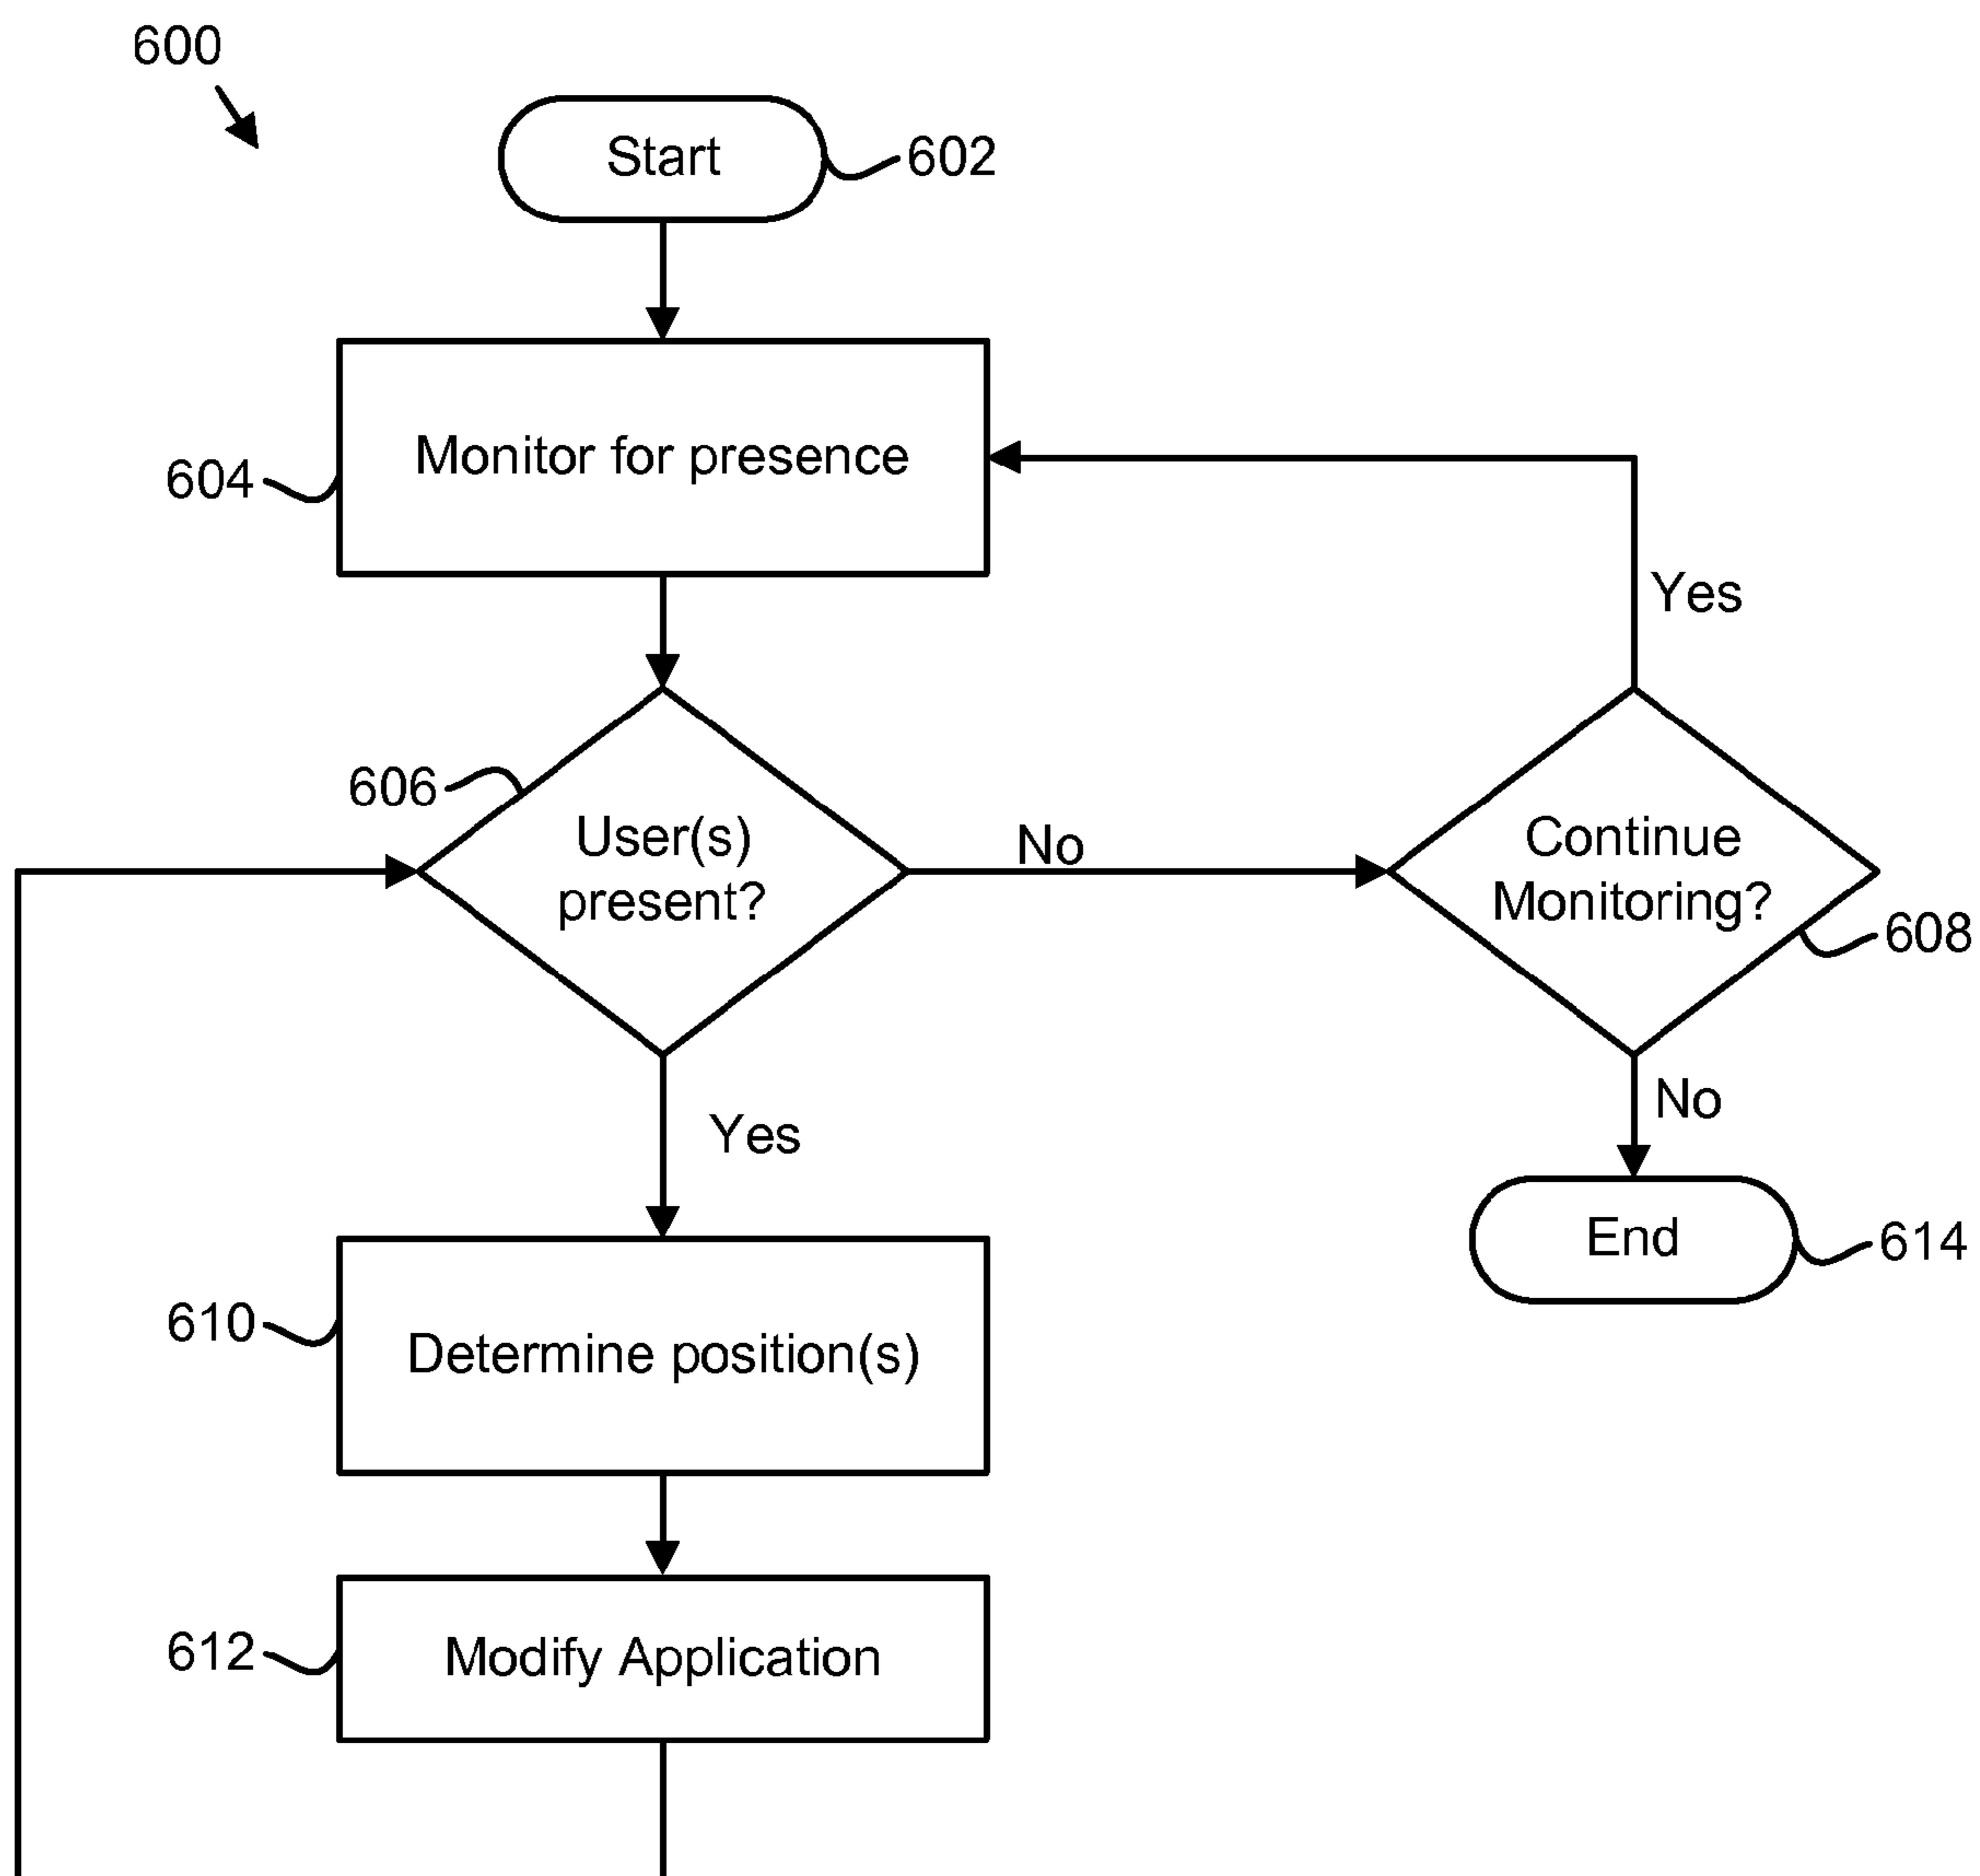 600
Start
602
Monitor for presence
604
Yes
606
User(s)
present?
No
Continue
Monitoring?
608
Yes
No
End
614
610
Determine position(s)
612
Modify Application